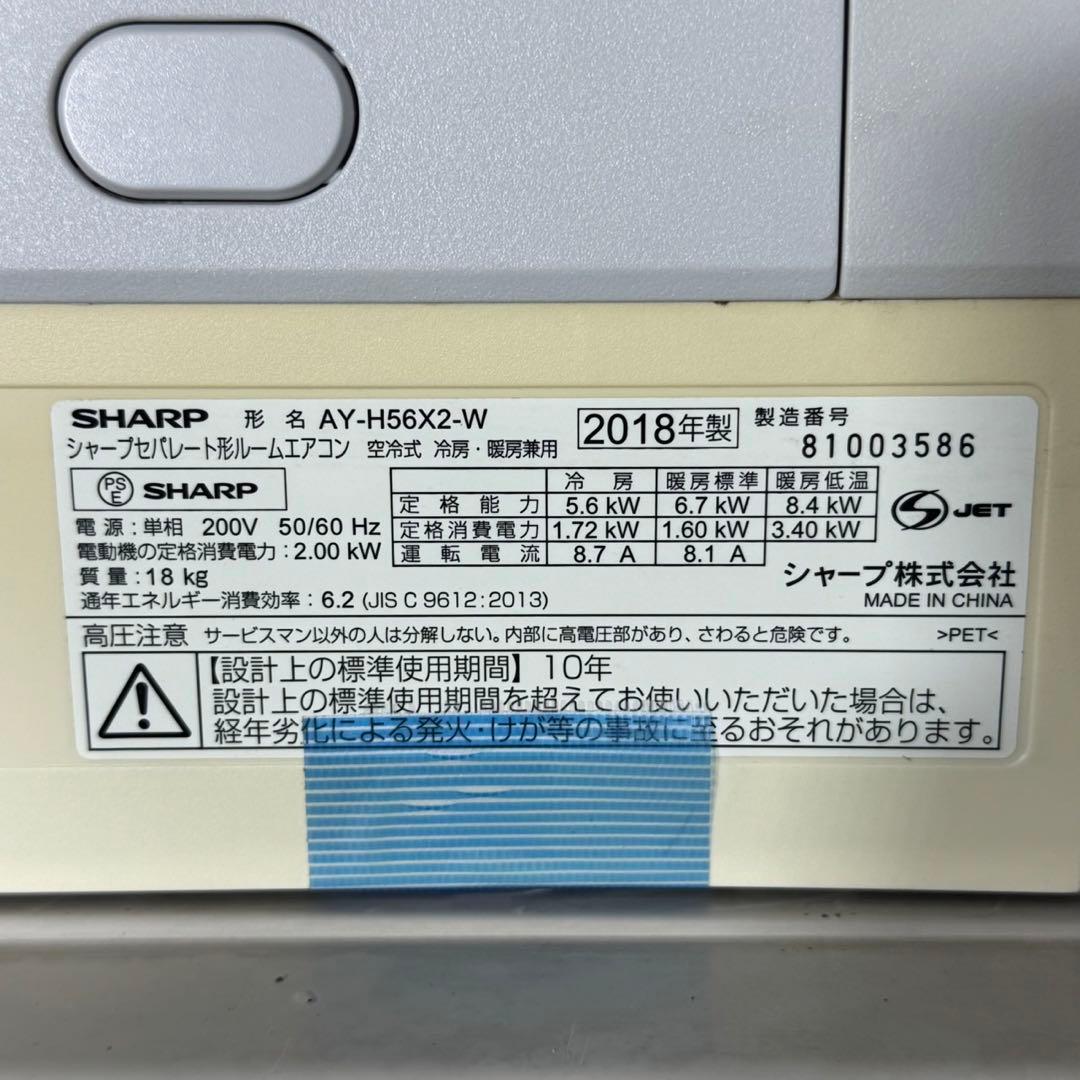 SHARP 形 名 AY-H56X2-W 2018年製 製造番号
シャープセパレート形ルームエアコン 空冷式 冷房・暖房兼用 81003586
PS E SHARP
電 源：単相 200V 50/60 Hz
電動機の定格消費電力：2.00 kW
質 量：18 kg
通年エネルギー消費効率：6.2 (JIS C 9612：2013)
冷 房 暖房標準 暖房低温
定 格 能 力 5.6 kW 6.7 kW 8.4 kW
定格消費電力 1.72 kW 1.60 kW 3.40 kW
運 転 電 流 8.7 A 8.1 A
S JET
シャープ株式会社
MADE IN CHINA
高圧注意 サービスマン以外の人は分解しない。内部に高電圧部があり、さわると危険です。 >PET<
【設計上の標準使用期間】10年
設計上の標準使用期間を超えてお使いいただいた場合は、
経年劣化による発火・けが等の事故に至るおそれがあります。